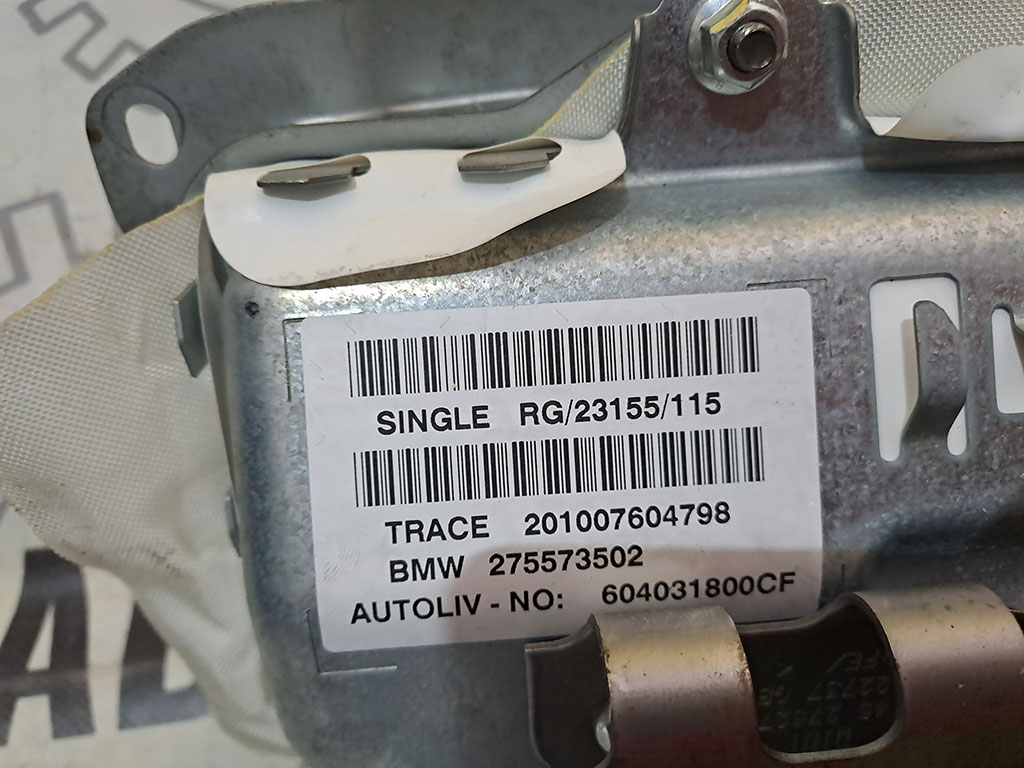 SINGLE RG/23155/115
TRACE 201007604798
BMW 275573502
AUTOLIV - NO: 604031800CF